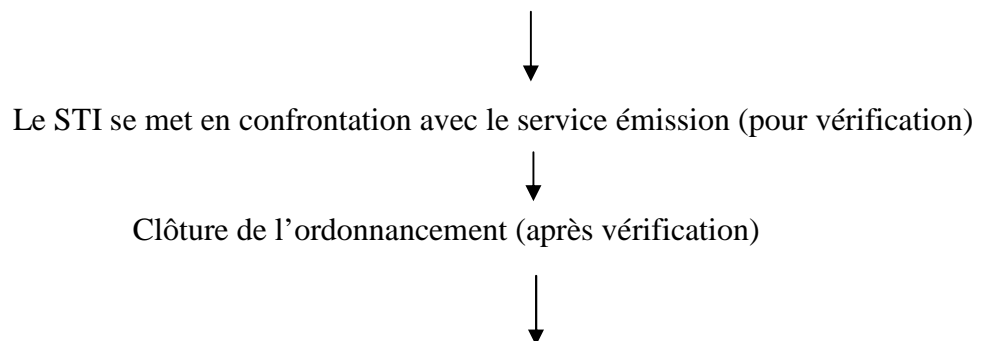 Le STI se met en confrontation avec le service émission (pour vérification)
Clôture de l’ordonnancement (après vérification)